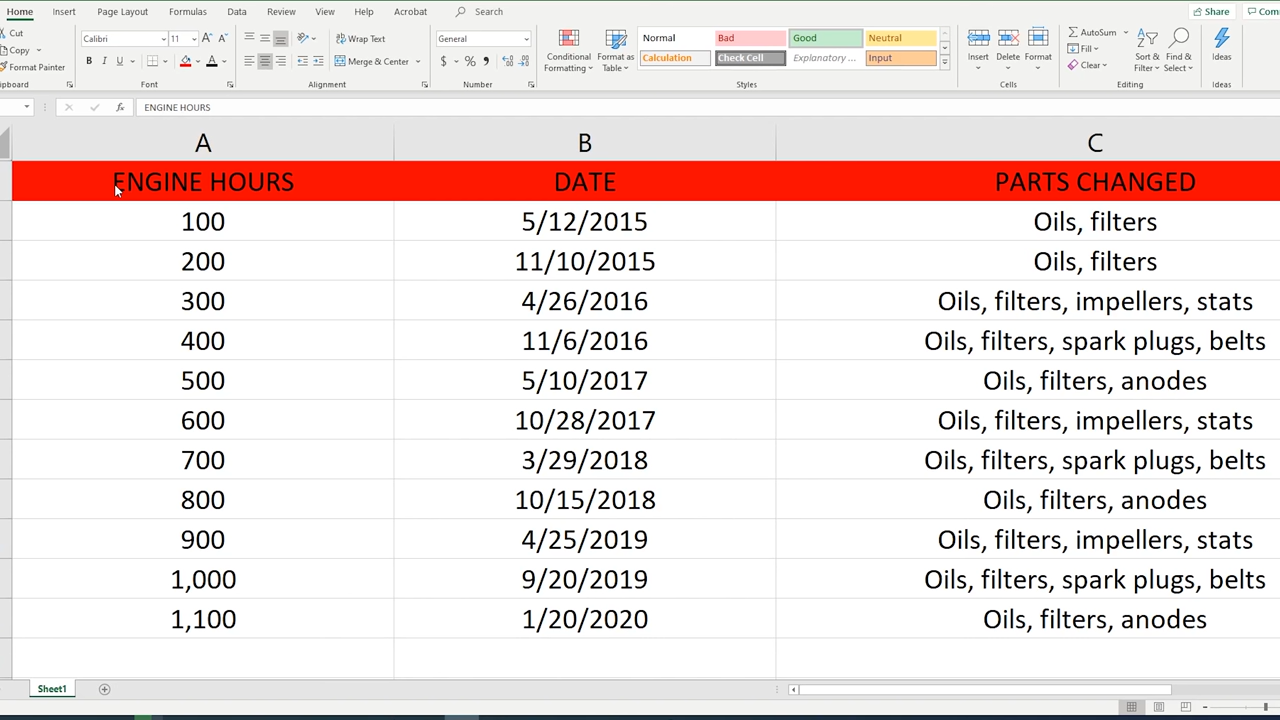 Home Insert Page Layout Formulas Data Review View Help Acrobat Search Share Com
Cut
Copy
Format Painter
Calibri 11 A A
B I U A
Wrap Text
Merge & Center
General
$ % 9
Conditional Formatting
Format as Table
Normal Bad Good Neutral
Calculation Check Cell Explanatory ... Input
Insert Delete Format
AutoSum
Fill
Clear
Sort & Filter
Find & Select
Ideas
ipboard Font Alignment Number Styles Cells Editing Ideas
fx ENGINE HOURS
A B C
ENGINE HOURS DATE PARTS CHANGED
100 5/12/2015 Oils, filters
200 11/10/2015 Oils, filters
300 4/26/2016 Oils, filters, impellers, stats
400 11/6/2016 Oils, filters, spark plugs, belts
500 5/10/2017 Oils, filters, anodes
600 10/28/2017 Oils, filters, impellers, stats
700 3/29/2018 Oils, filters, spark plugs, belts
800 10/15/2018 Oils, filters, anodes
900 4/25/2019 Oils, filters, impellers, stats
1,000 9/20/2019 Oils, filters, spark plugs, belts
1,100 1/20/2020 Oils, filters, anodes
Sheet1